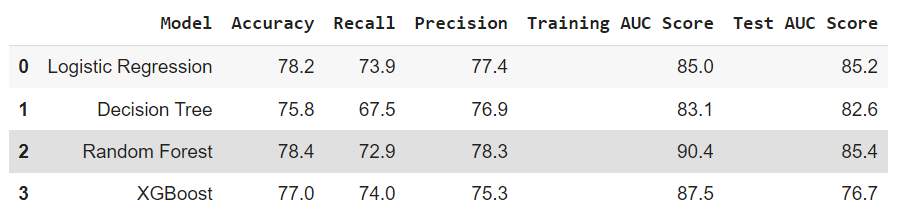 Model Accuracy Recall Precision Training AUC Score Test AUC Score
0 Logistic Regression 78.2 73.9 77.4 85.0 85.2
1 Decision Tree 75.8 67.5 76.9 83.1 82.6
2 Random Forest 78.4 72.9 78.3 90.4 85.4
3 XGBoost 77.0 74.0 75.3 87.5 76.7